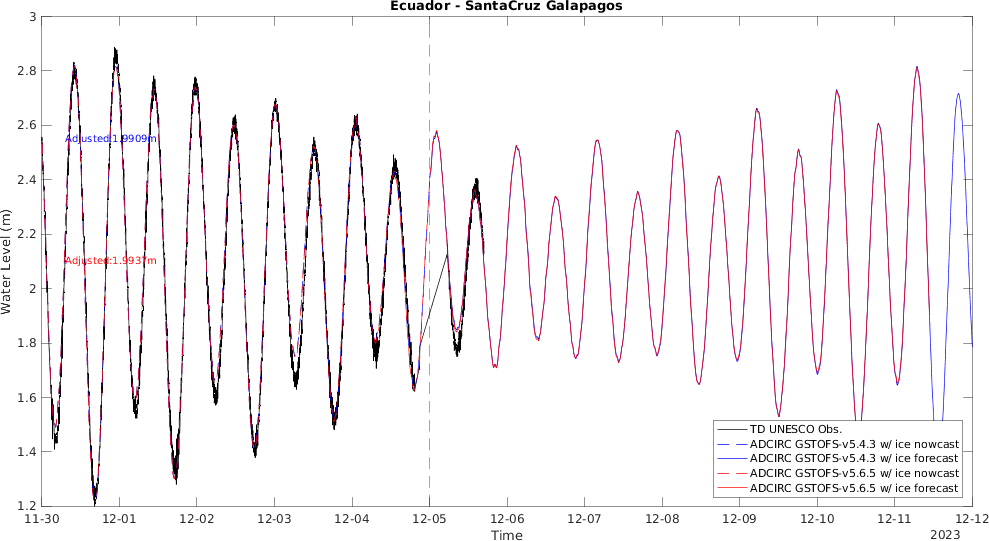 Ecuador - SantaCruz Galapagos
3
2.8
2.6
2.4
2.2
2
1.8
1.6
1.4
1.2
Water Level (m)
Adjusted:1.9909m
Adjusted:1.9937m
TD UNESCO Obs.
ADCIRC GSTOFS-v5.4.3 w/ ice nowcast
ADCIRC GSTOFS-v5.4.3 w/ ice forecast
ADCIRC GSTOFS-v5.6.5 w/ ice nowcast
ADCIRC GSTOFS-v5.6.5 w/ ice forecast
11-30 12-01 12-02 12-03 12-04 12-05 12-06 12-07 12-08 12-09 12-10 12-11 12-12
Time
2023